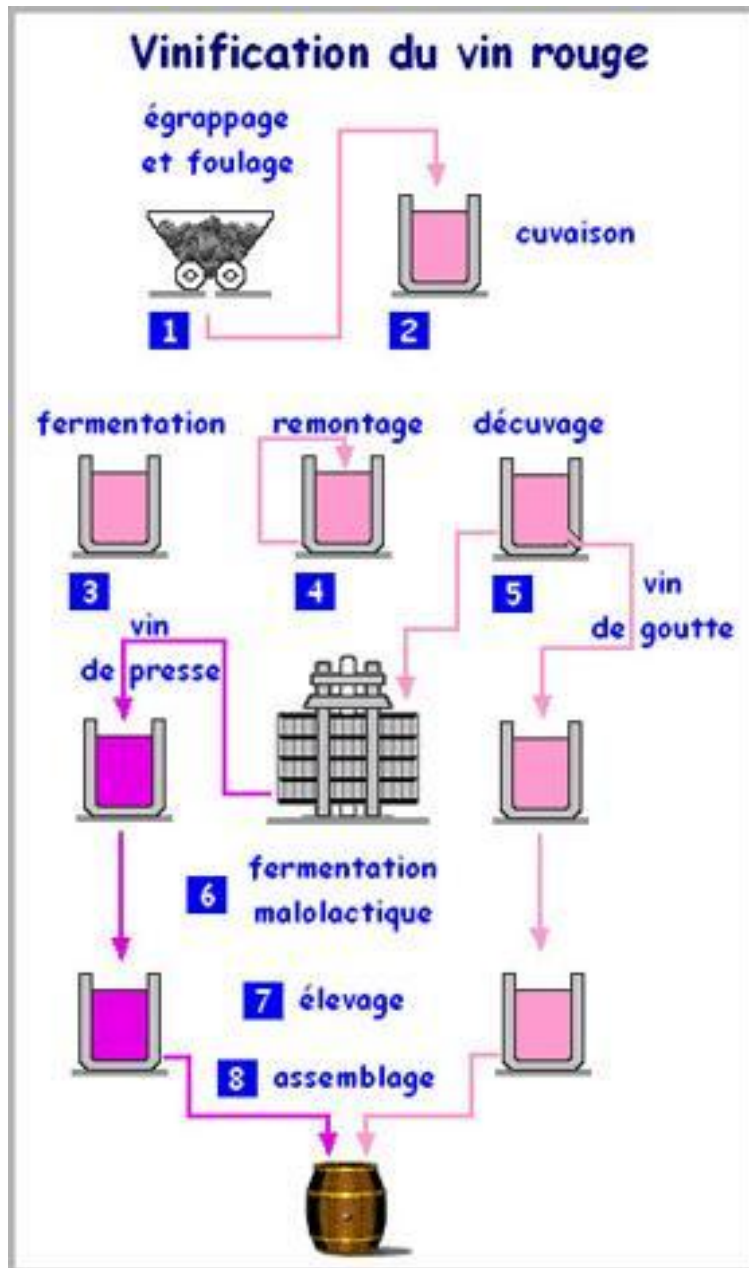 Vinification du vin rouge
égrappage
et foulage
cuvaison
1
2
fermentation
remontage
décuvage
3
4
5
vin
de goutte
vin
de presse
6
fermentation
malolactique
7 élevage
8 assemblage